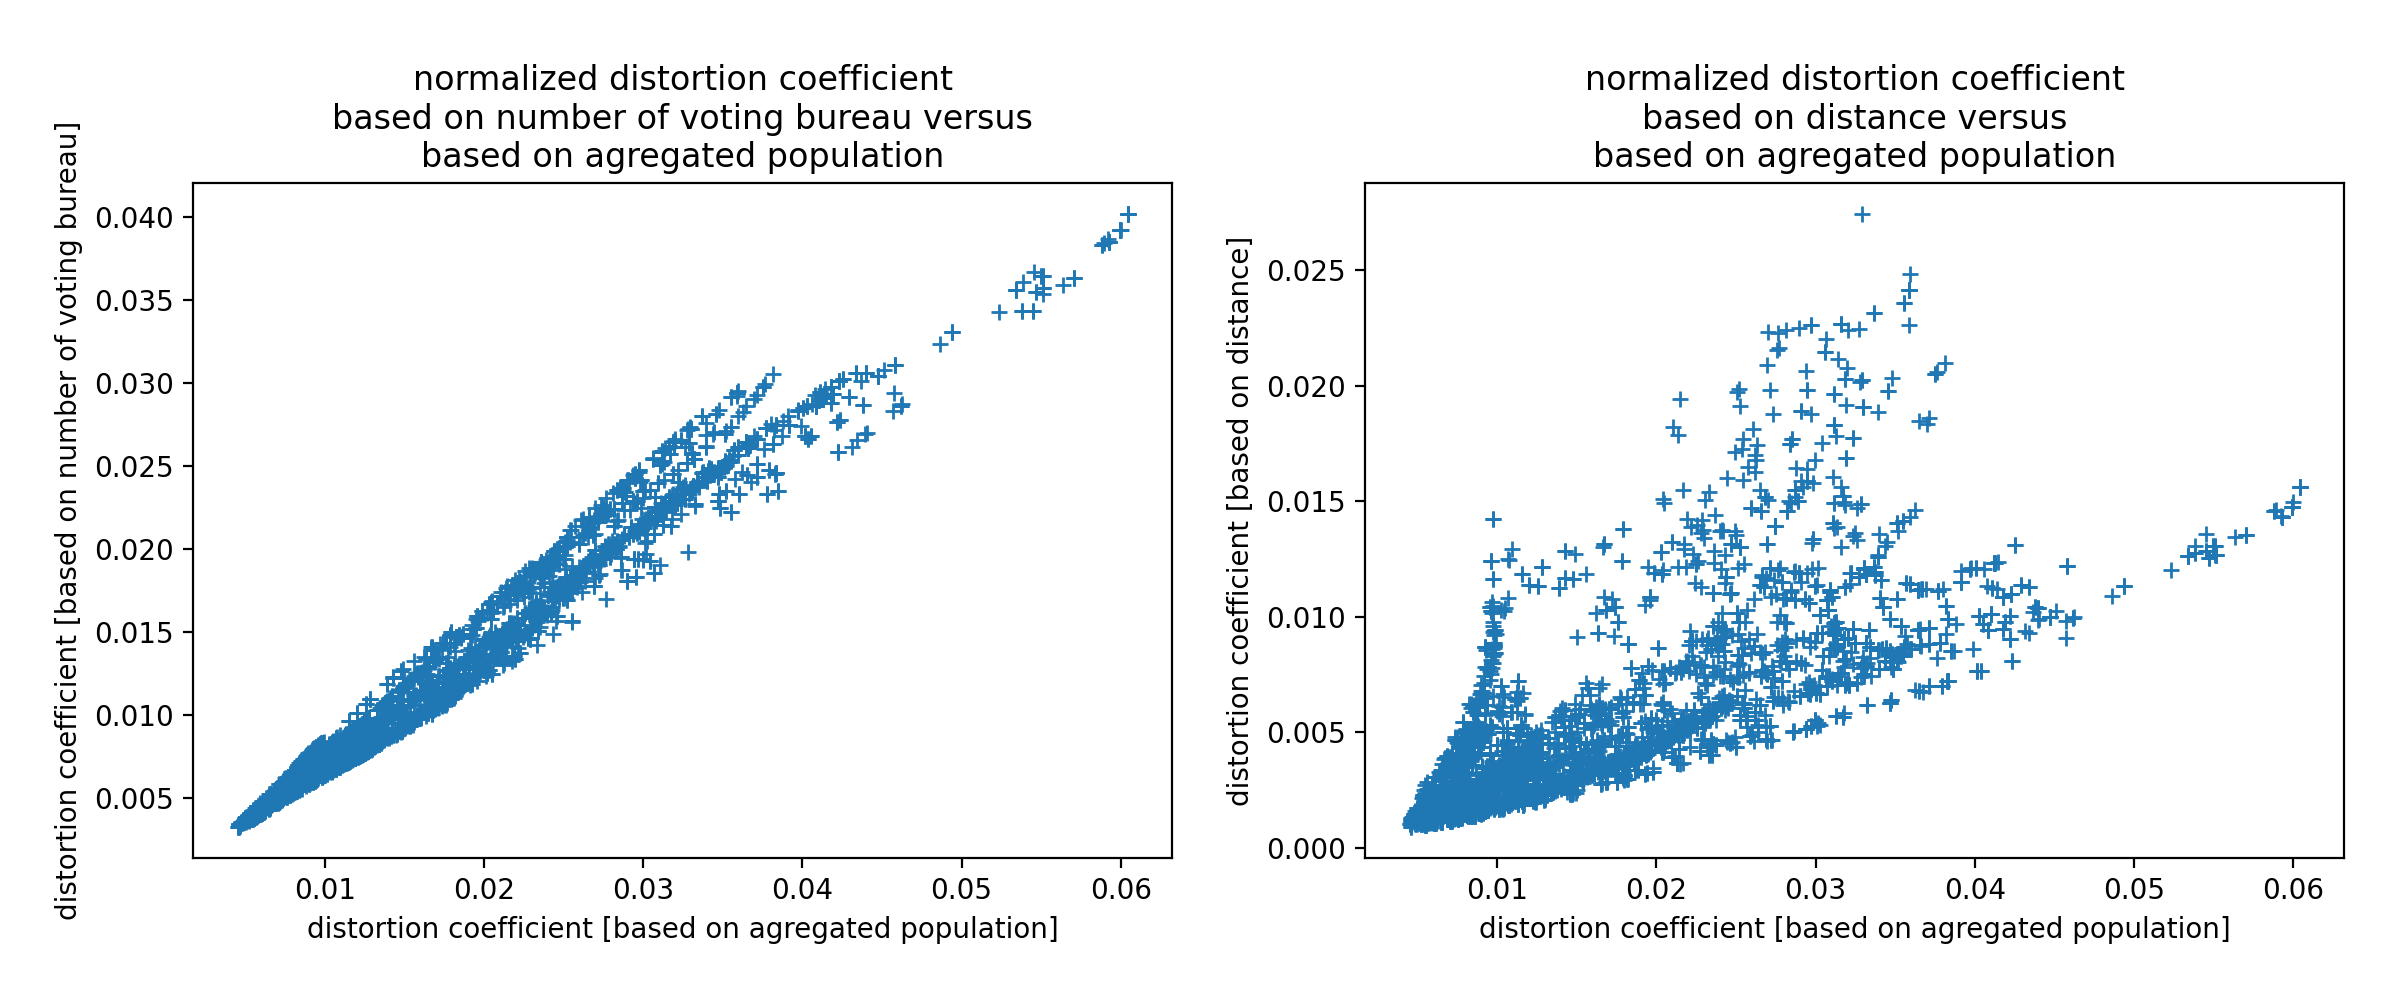 normalized distortion coefficient
based on number of voting bureau versus
based on agregated population
distortion coefficient [based on number of voting bureau]
0.040
0.035
0.030
0.025
0.020
0.015
0.010
0.005
0.01 0.02 0.03 0.04 0.05 0.06
distortion coefficient [based on agregated population]
normalized distortion coefficient
based on distance versus
based on agregated population
distortion coefficient [based on distance]
0.025
0.020
0.015
0.010
0.005
0.000
0.01 0.02 0.03 0.04 0.05 0.06
distortion coefficient [based on agregated population]